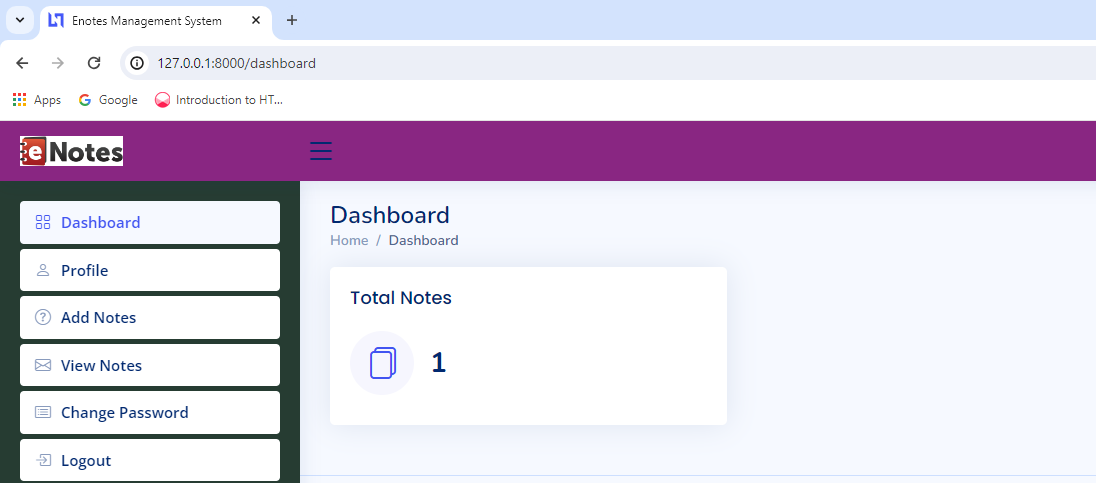 Enotes Management System
127.0.0.1:8000/dashboard
Apps Google Introduction to HT...
eNotes
Dashboard
Profile
Add Notes
View Notes
Change Password
Logout
Dashboard
Home / Dashboard
Total Notes
1